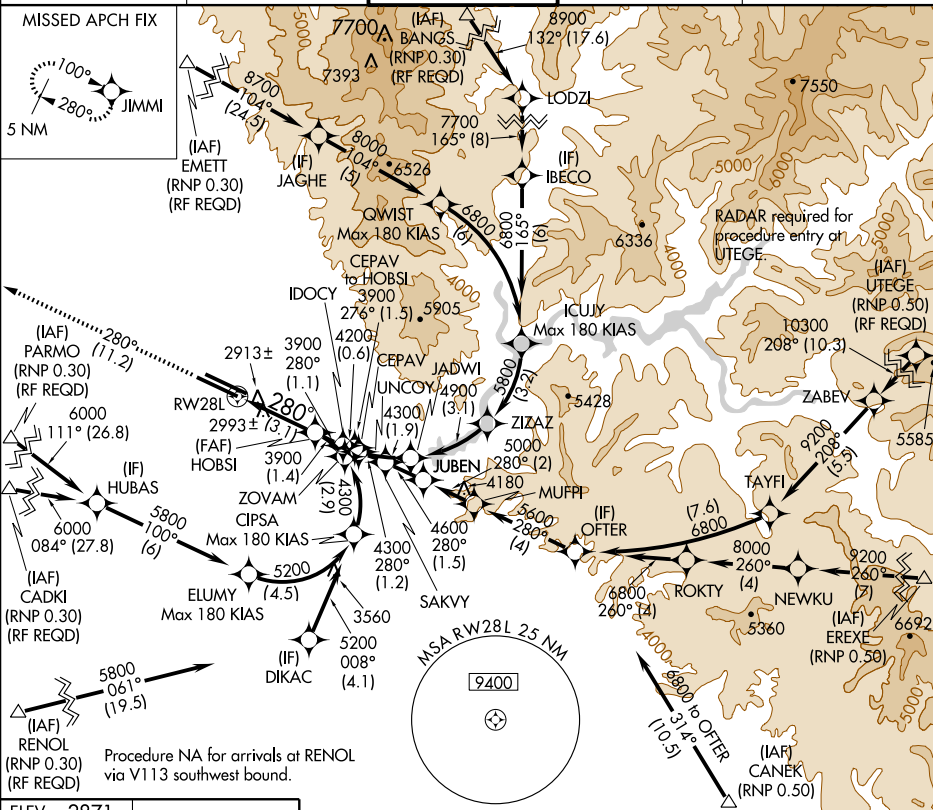 MISSED APCH FIX
100°
280°
JIMMI
5 NM
8700
104°
(24.5)
(IAF)
EMETT
(RNP 0.30)
(RF REQD)
(IF)
JAGHE
8000
104°
(5)
6526
7700
7393
(IAF)
BANGS
(RNP 0.30)
(RF REQD)
8900
132° (17.6)
LODZI
7700
165° (8)
(IF)
IBECO
6800
165°
(6)
QWIST
Max 180 KIAS
6800
(6)
7550
5000
5000
6000
4000
5000
4000
5000
4000
5000
6336
RADAR required for
procedure entry at
UTEGE.
(IAF)
UTEGE
(RNP 0.50)
(RF REQD)
10300
208° (10.3)
ZABEV
5585
9200
208°
(5.5)
TAYFI
(7.6)
6800
ICUJY
Max 180 KIAS
5800
(3.2)
ZIZAZ
5428
5905
CEPAV
to HOBSI
3900
276° (1.5)
IDOCY
4200
(0.6)
CEPAV
UNCOY
JADWI
4900
(3.1)
4300
(1.9)
3900
280°
(1.1)
2913±
280°
(11.2)
RW28L
280°
(3.1)
2993±
(FAF)
HOBSI
3900
(1.4)
ZOVAM
4300
(2.9)
CIPSA
Max 180 KIAS
JUBEN
5000
280° (2)
4180
MUFPI
5600
280°
(4)
(IF)
OFTER
4600
280°
(1.5)
4300
280°
(1.2)
SAKVY
6800
260° (4)
ROKTY
8000
260°
(4)
NEWKU
9200
260°
(7)
(IAF)
EREXE
(RNP 0.50)
6692
5360
(IAF)
PARMO
(RNP 0.30)
(RF REQD)
6000
111° (26.8)
(IF)
HUBAS
6000
084° (27.8)
(IAF)
CADKI
(RNP 0.30)
(RF REQD)
5800
100°
(6)
5200
(4.5)
ELUMY
Max 180 KIAS
3560
5200
008°
(4.1)
(IF)
DIKAC
5800
061°
(19.5)
(IAF)
RENOL
(RNP 0.30)
(RF REQD)
Procedure NA for arrivals at RENOL
via V113 southwest bound.
MSA RW28L 25 NM
9400
6800 to OFTER
314°
(10.5)
(IAF)
CANEK
(RNP 0.50)
ELEV 2871